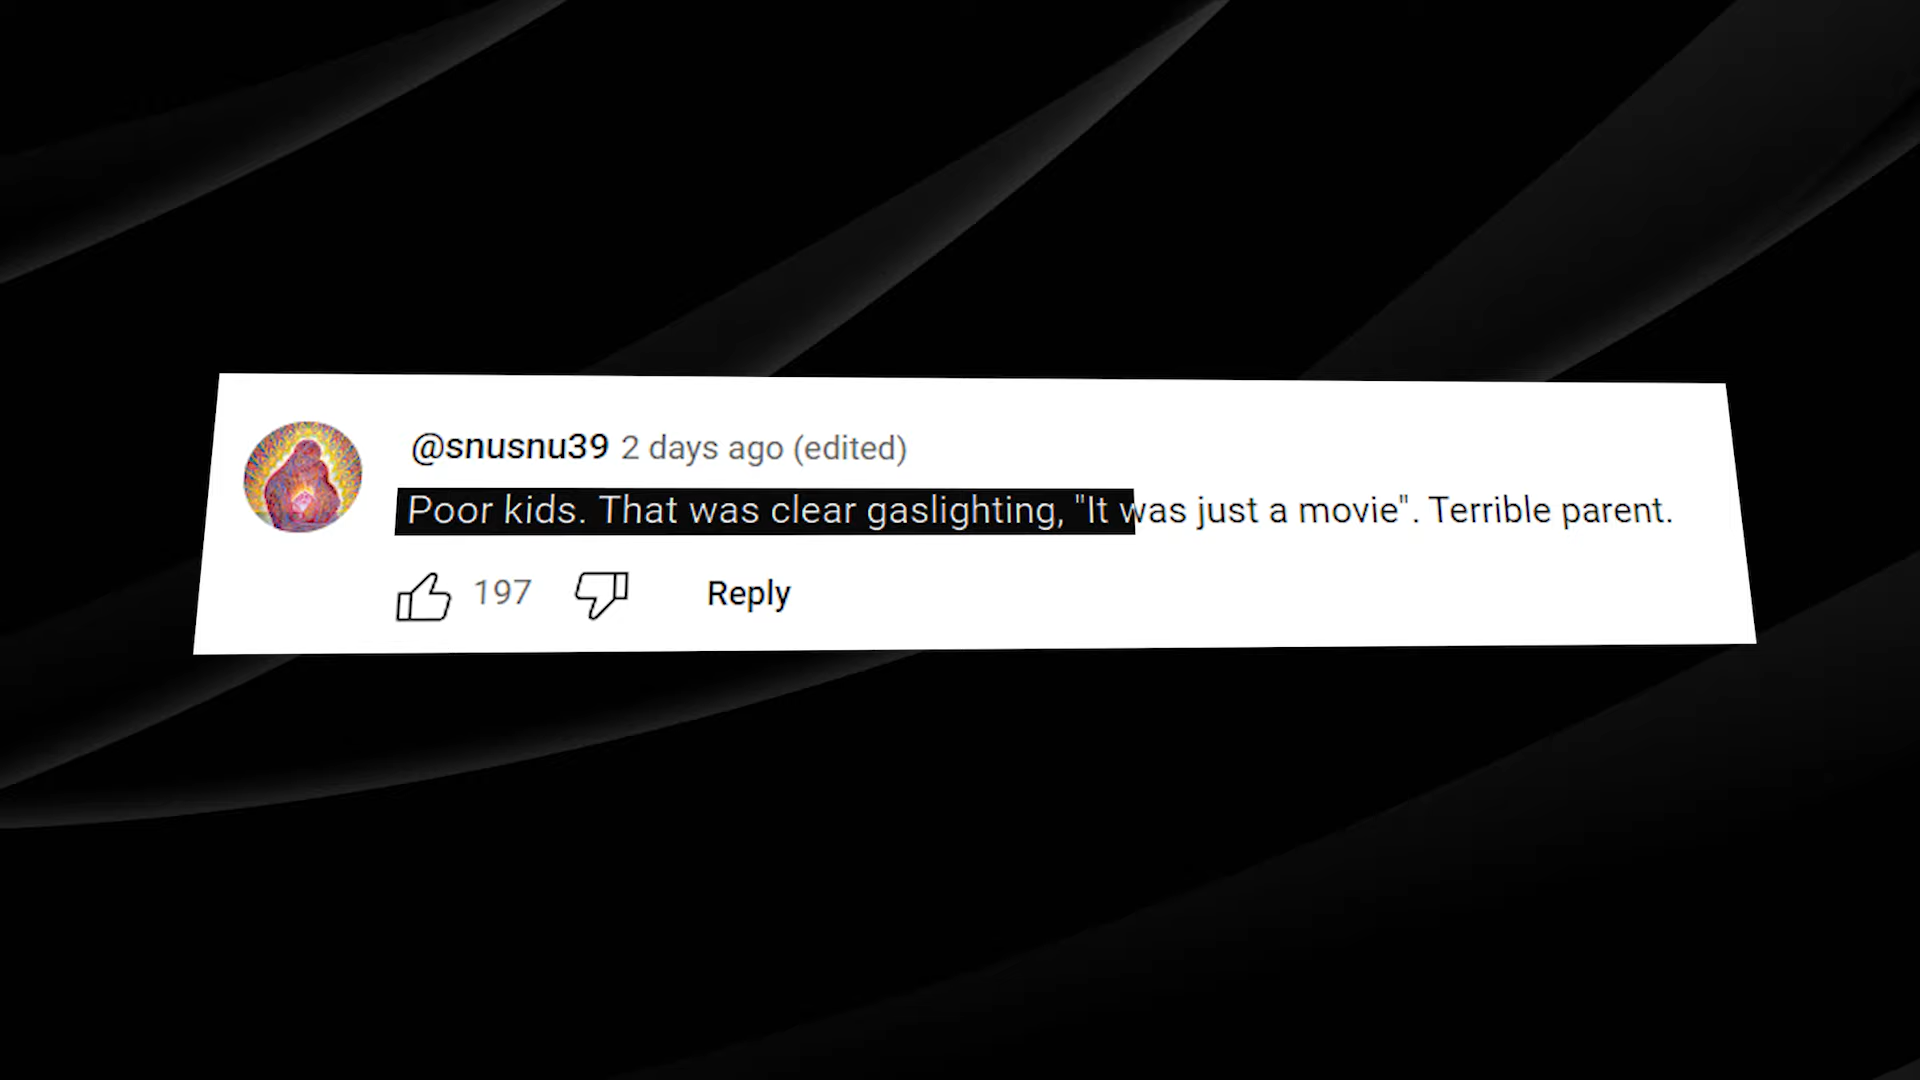 @snusnu39 2 days ago (edited)
Poor kids. That was clear gaslighting, "It was just a movie". Terrible parent.
197 Reply